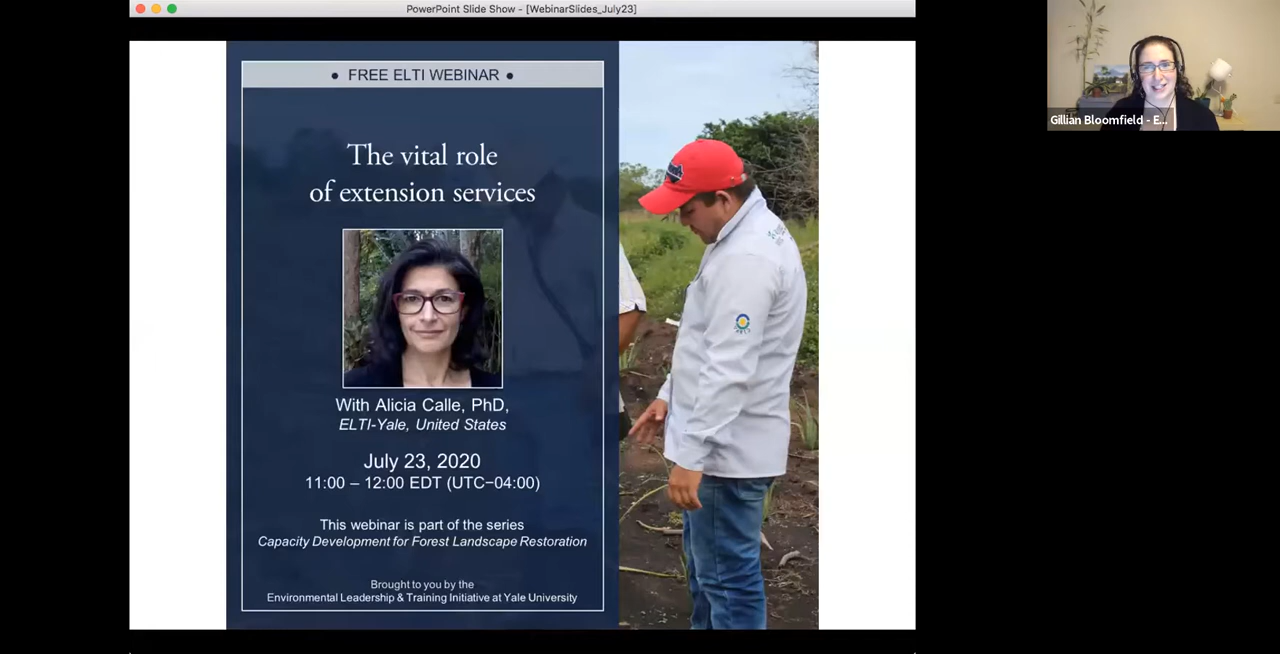 PowerPoint Slide Show - [WebinarSlides_July23]
• FREE ELTI WEBINAR •
The vital role
of extension services
With Alicia Calle, PhD,
ELTI-Yale, United States
July 23, 2020
11:00 – 12:00 EDT (UTC−04:00)
This webinar is part of the series
Capacity Development for Forest Landscape Restoration
Brought to you by the
Environmental Leadership & Training Initiative at Yale University
Gillian Bloomfield - E...